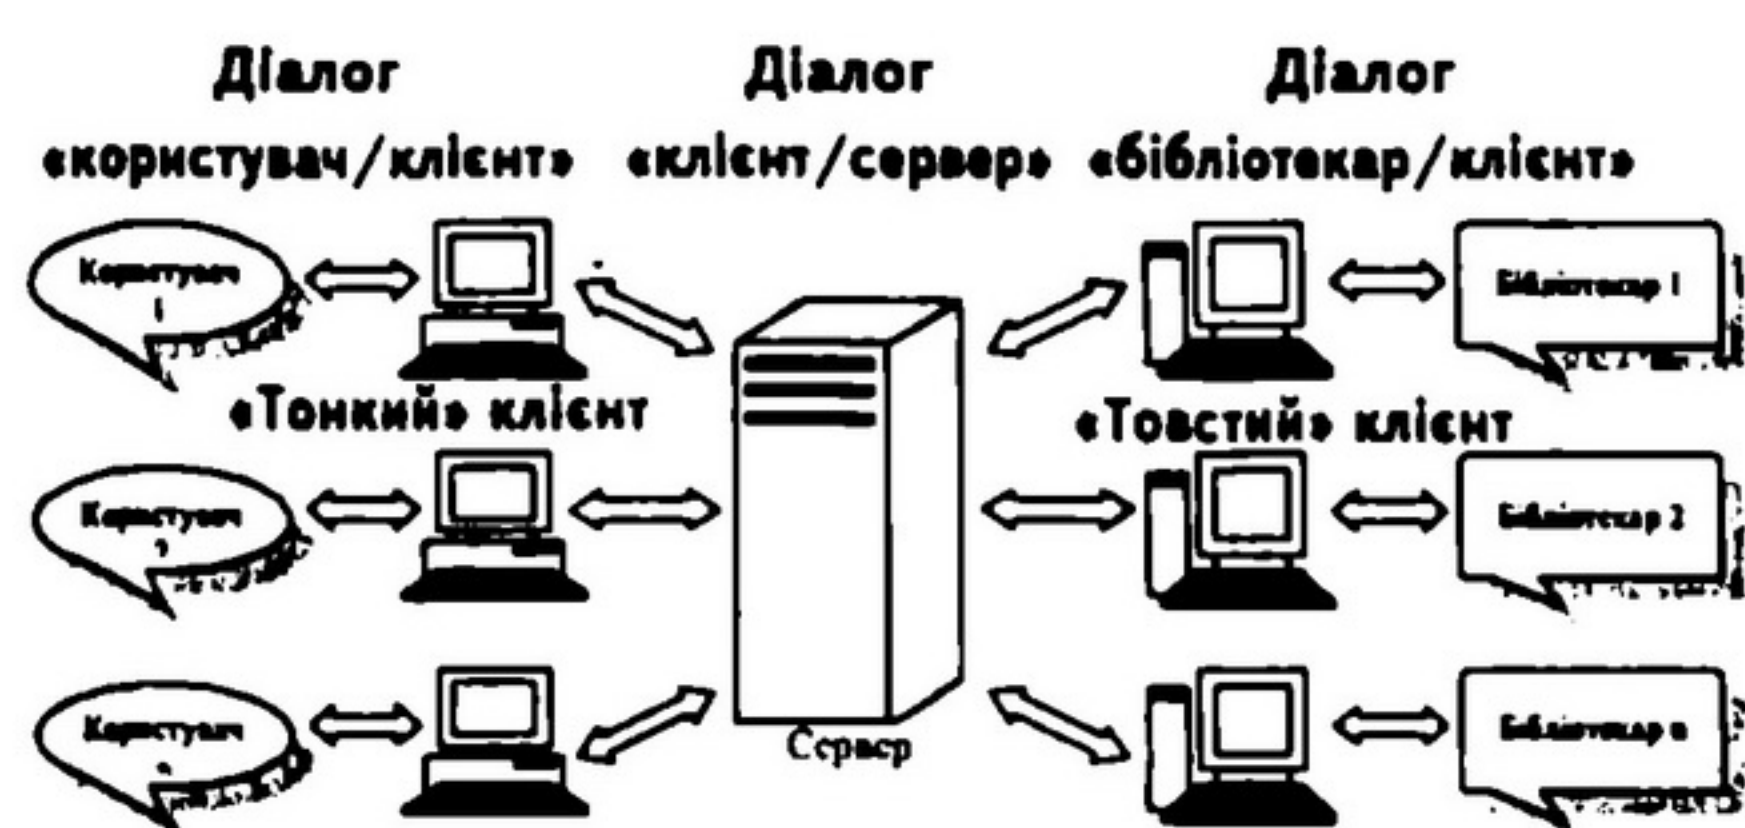 Діалог
«користувач/клієнт»
Діалог
«клієнт/сервер»
Діалог
«бібліотекар/клієнт»
Користувач
1
Бібліотекар 1
«Тонкий» клієнт
«Товстий» клієнт
Користувач
Бібліотекар 2
Користувач
Сервер
Бібліотекар n